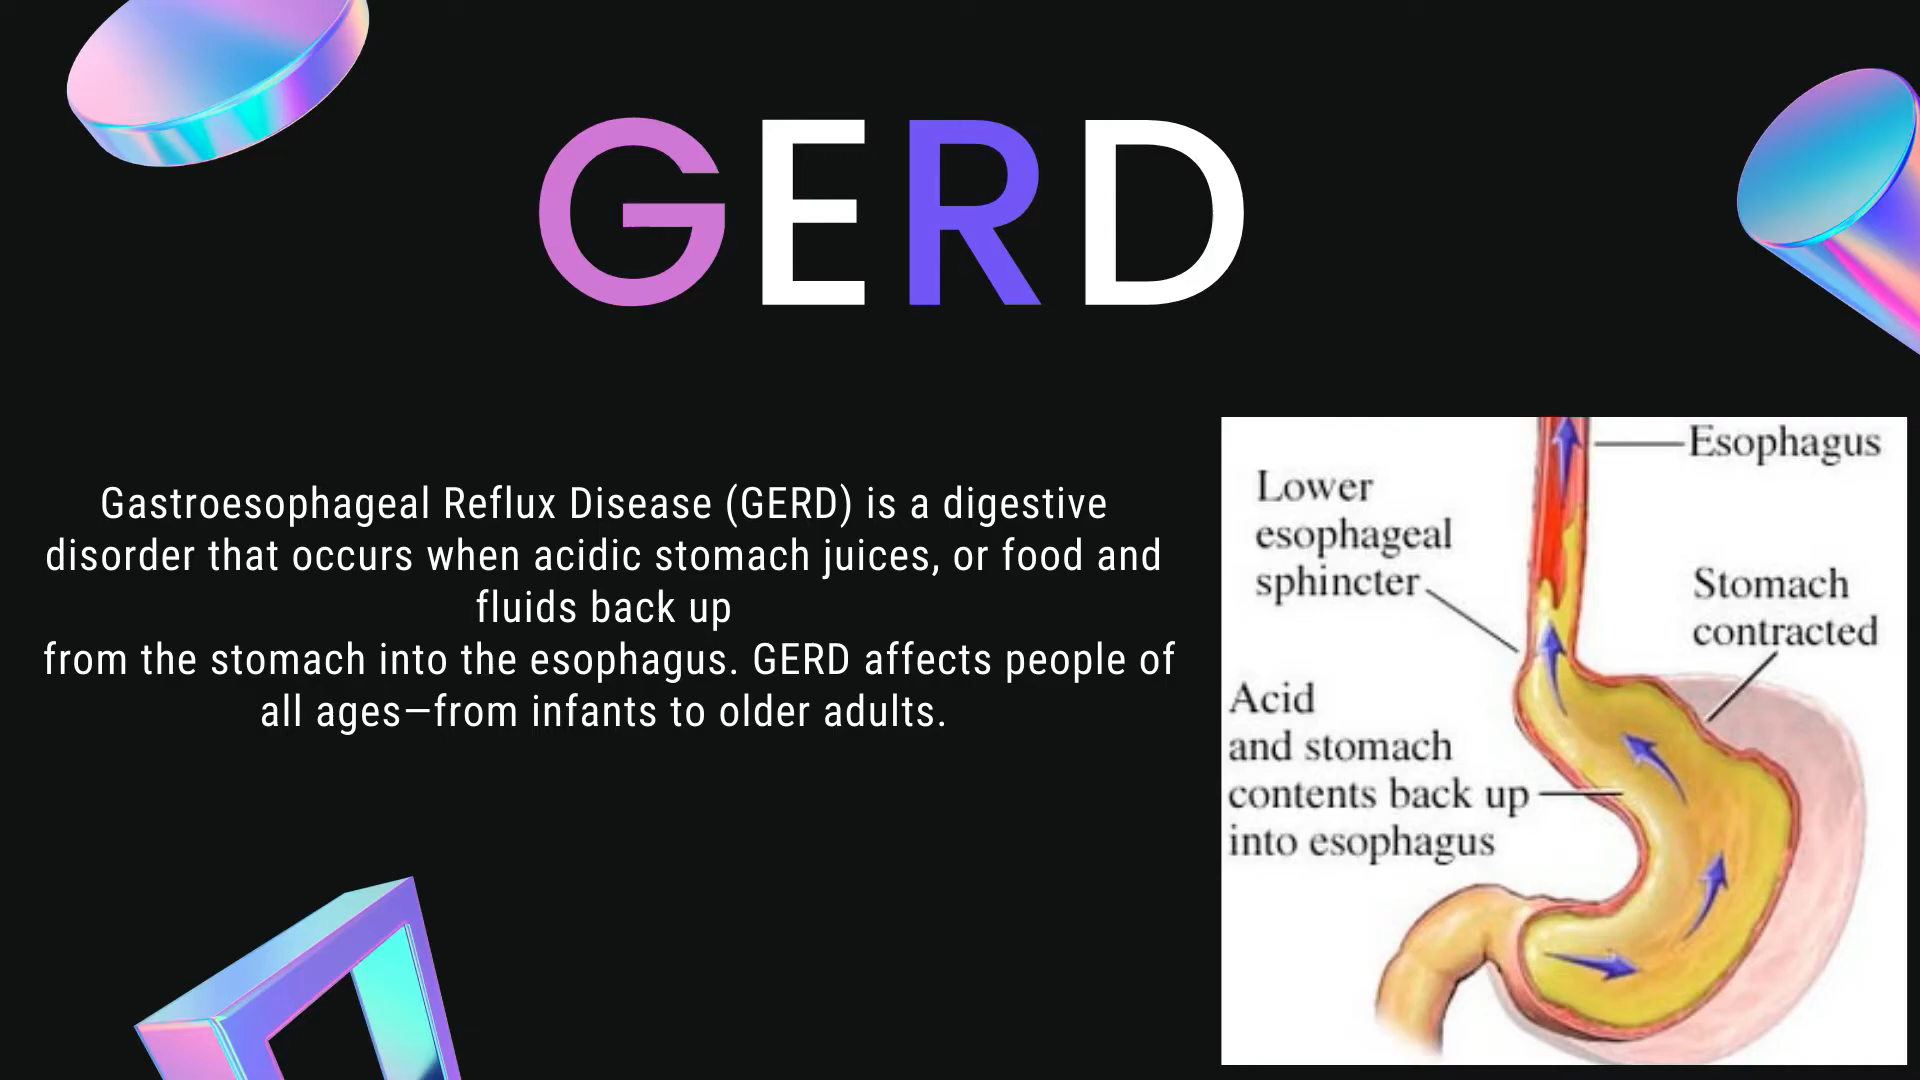 GERD
Gastroesophageal Reflux Disease (GERD) is a digestive
disorder that occurs when acidic stomach juices, or food and
fluids back up
from the stomach into the esophagus. GERD affects people of
all ages—from infants to older adults.
Esophagus
Lower
esophageal
sphincter
Stomach
contracted
Acid
and stomach
contents back up
into esophagus